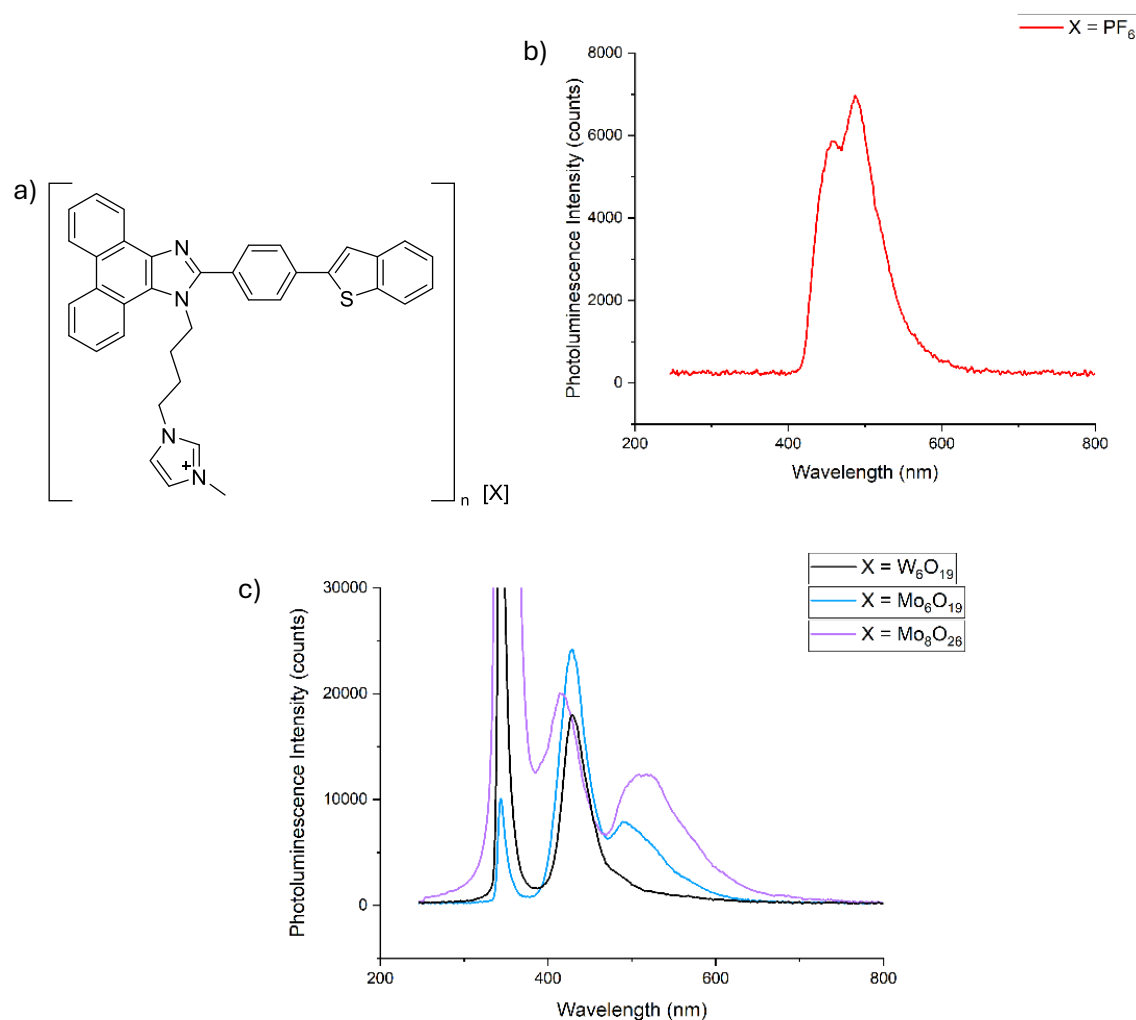 a)
N
N
S
N
+
N
n [X]
b)
X = PF₆
Photoluminescence Intensity (counts)
8000
6000
4000
2000
0
200 400 600 800
Wavelength (nm)
c)
X = W₆O₁₉
X = Mo₆O₁₉
X = Mo₈O₂₆
Photoluminescence Intensity (counts)
30000
20000
10000
0
200 400 600 800
Wavelength (nm)